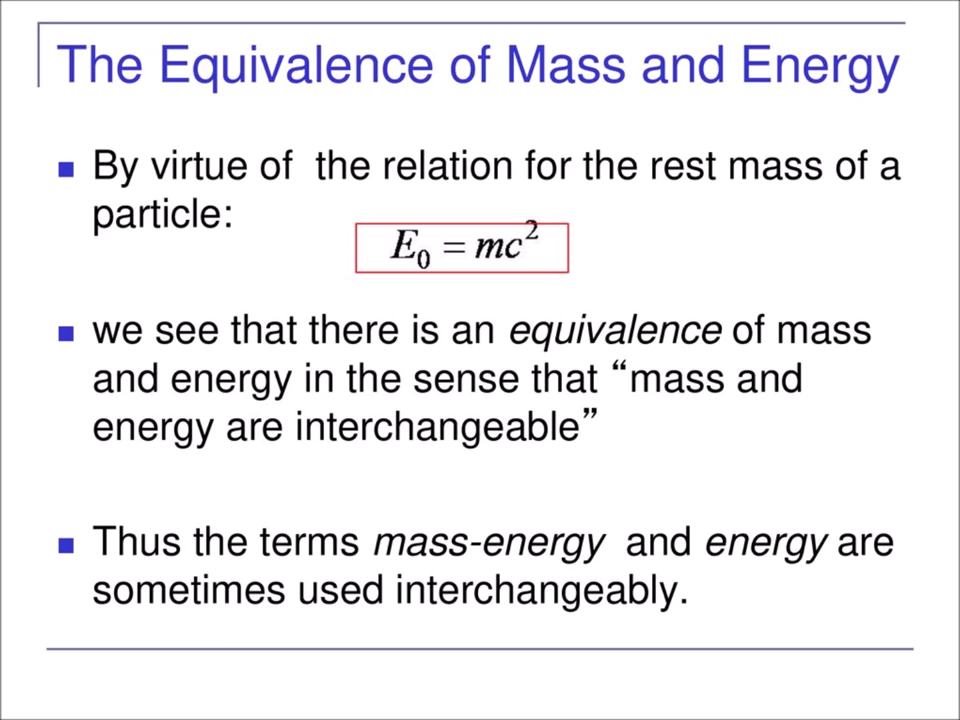 The Equivalence of Mass and Energy
By virtue of the relation for the rest mass of a
particle:
E₀ = mc²
we see that there is an equivalence of mass
and energy in the sense that “mass and
energy are interchangeable”
Thus the terms mass-energy and energy are
sometimes used interchangeably.